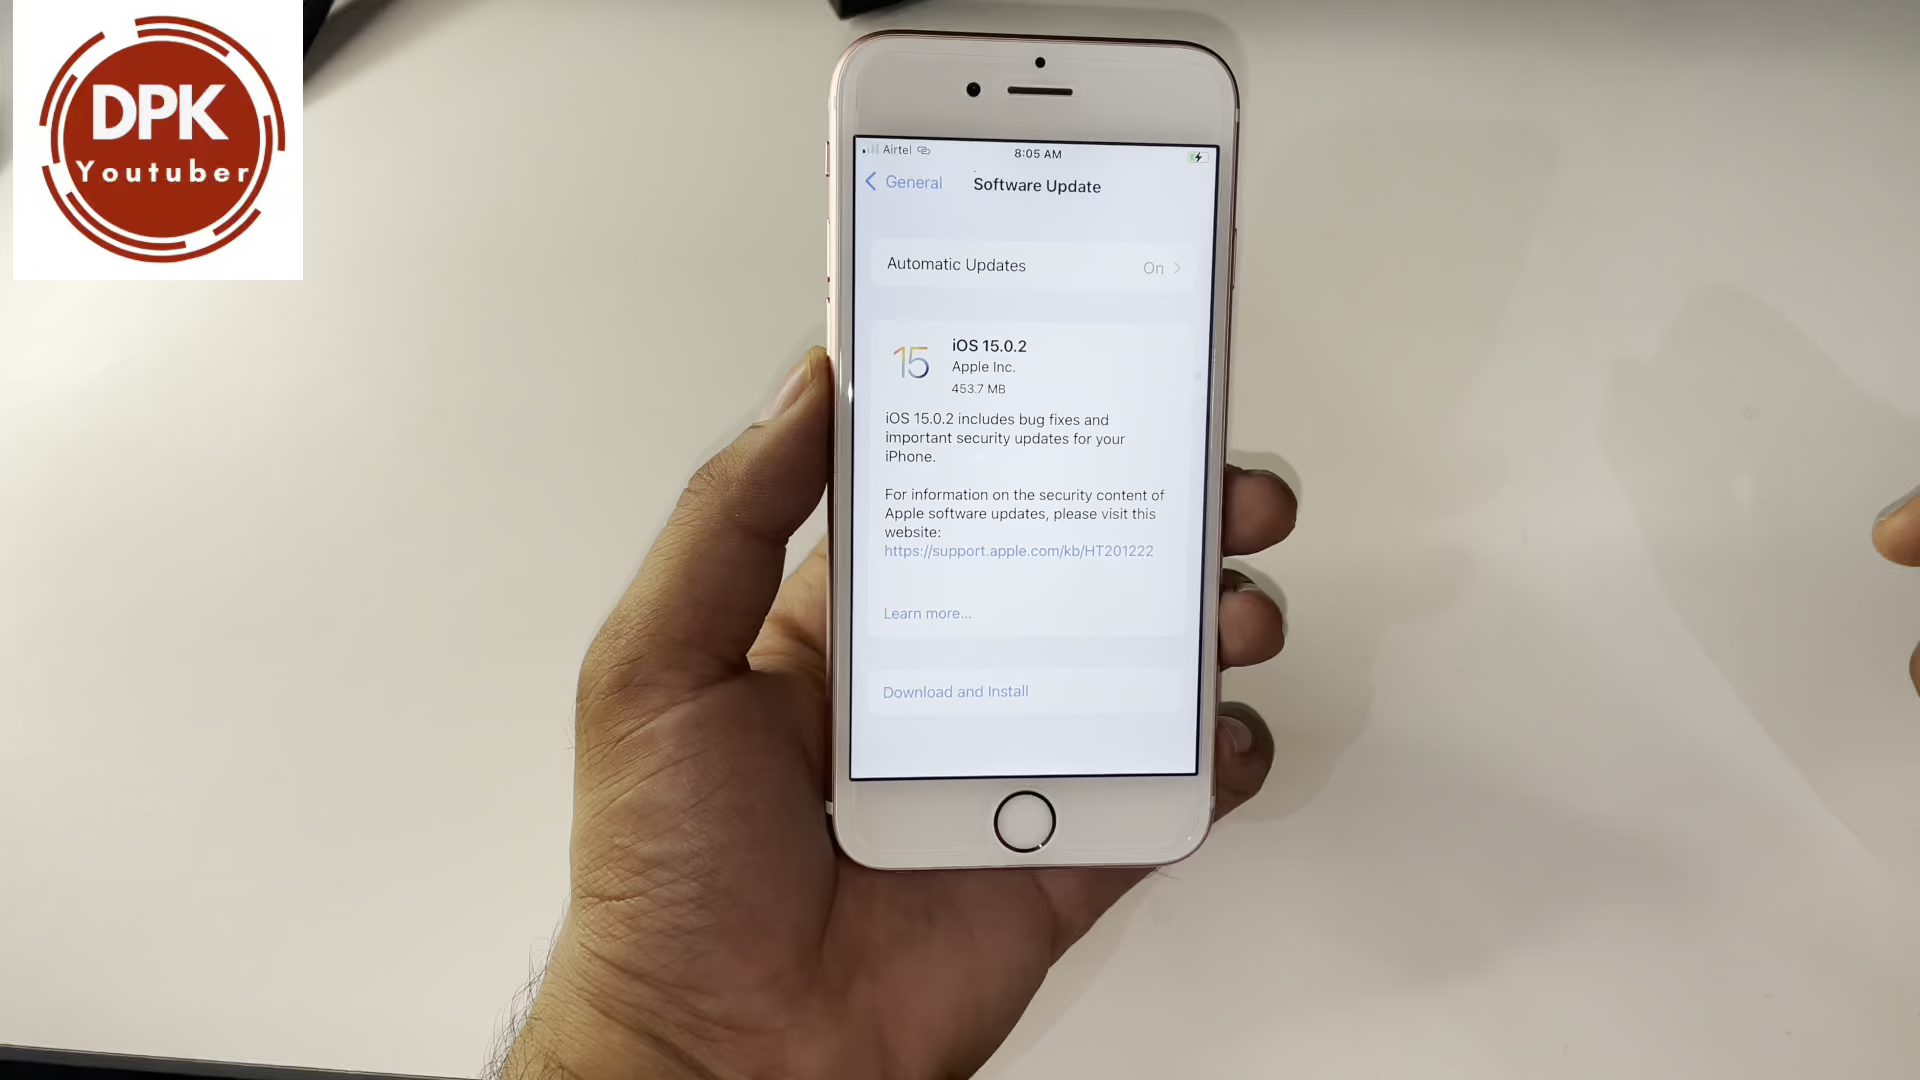 DPK
Youtuber
Airtel
8:05 AM
General
Software Update
Automatic Updates
On
15
iOS 15.0.2
Apple Inc.
453.7 MB
iOS 15.0.2 includes bug fixes and
important security updates for your
iPhone.
For information on the security content of
Apple software updates, please visit this
website:
https://support.apple.com/kb/HT201222
Learn more...
Download and Install